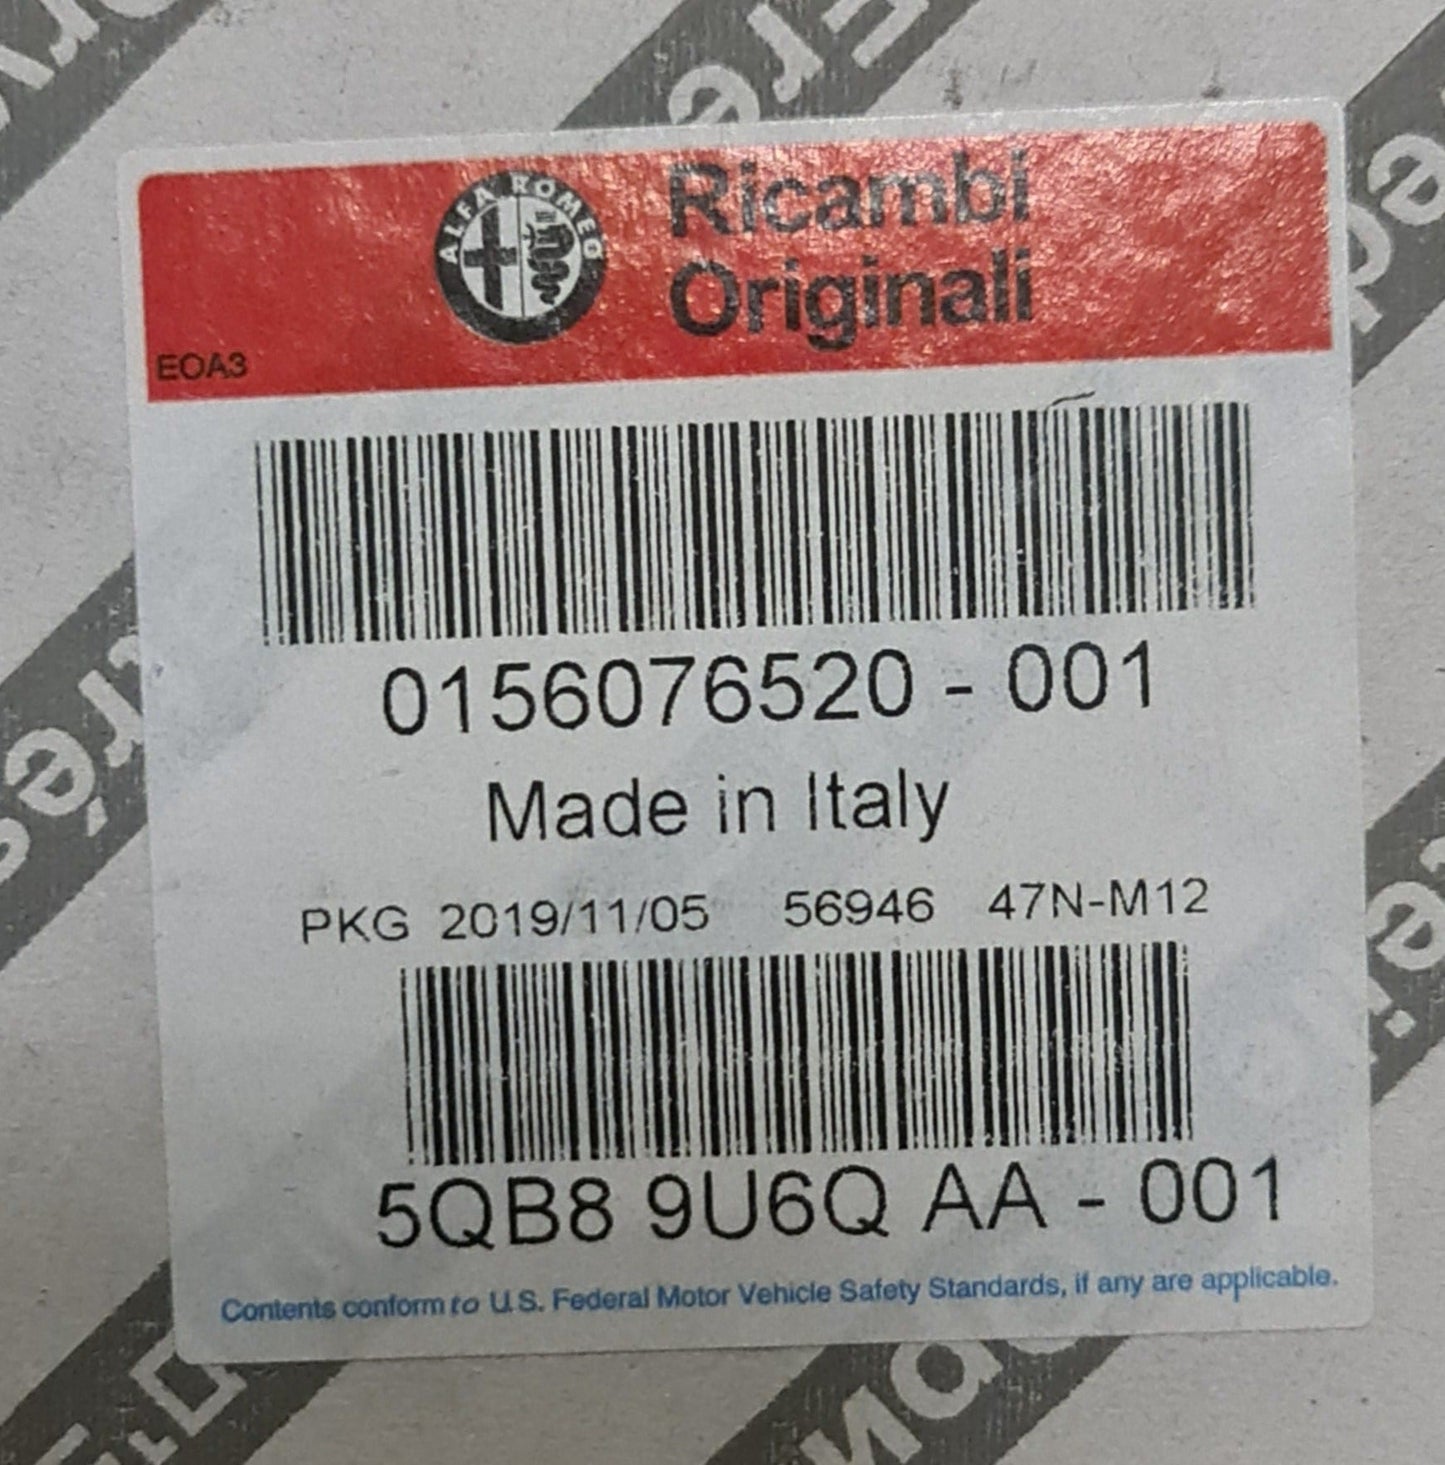 ALFA ROMEO
Ricambi
Originali
EOA3
0156076520 - 001
Made in Italy
PKG 2019/11/05 56946 47N-M12
5QB8 9U6Q AA - 001
Contents conform to U.S. Federal Motor Vehicle Safety Standards, if any are applicable.